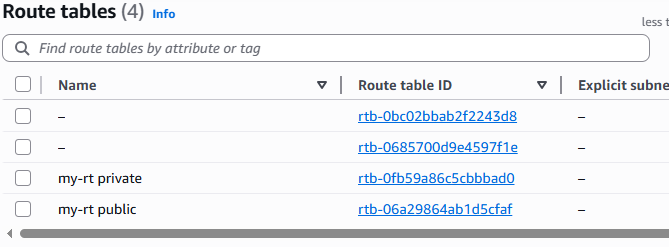 Route tables (4) Info
less t
Find route tables by attribute or tag
Name Route table ID Explicit subne
– rtb-0bc02bbab2f2243d8 –
– rtb-0685700d9e4597f1e –
my-rt private rtb-0fb59a86c5cbbbad0 –
my-rt public rtb-06a29864ab1d5cfaf –